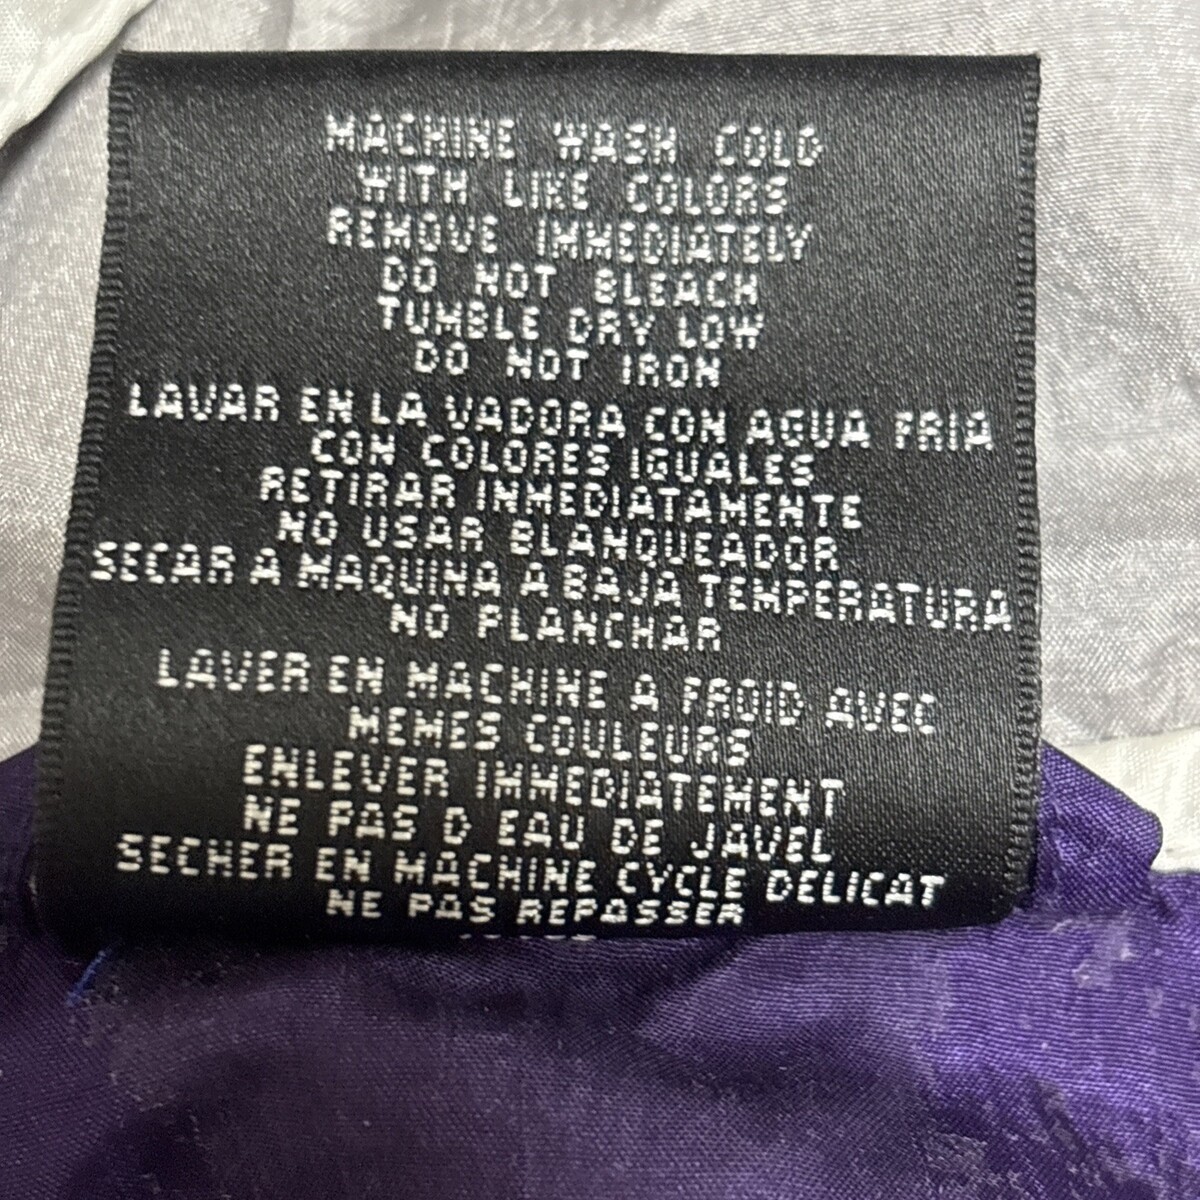 MACHINE WASH COLD
WITH LIKE COLORS
REMOVE IMMEDIATELY
DO NOT BLEACH
TUMBLE DRY LOW
DO NOT IRON
LAVAR EN LA VADORA CON AGUA FRIA
CON COLORES IGUALES
RETIRAR INMEDIATAMENTE
NO USAR BLANQUEADOR
SECAR A MAQUINA A BAJA TEMPERATURA
NO PLANCHAR
LAVER EN MACHINE A FROID AVEC
MEMES COULEURS
ENLEVER IMMEDIATEMENT
NE PAS D EAU DE JAVEL
SECHER EN MACHINE CYCLE DELICAT
NE PAS REPASSER